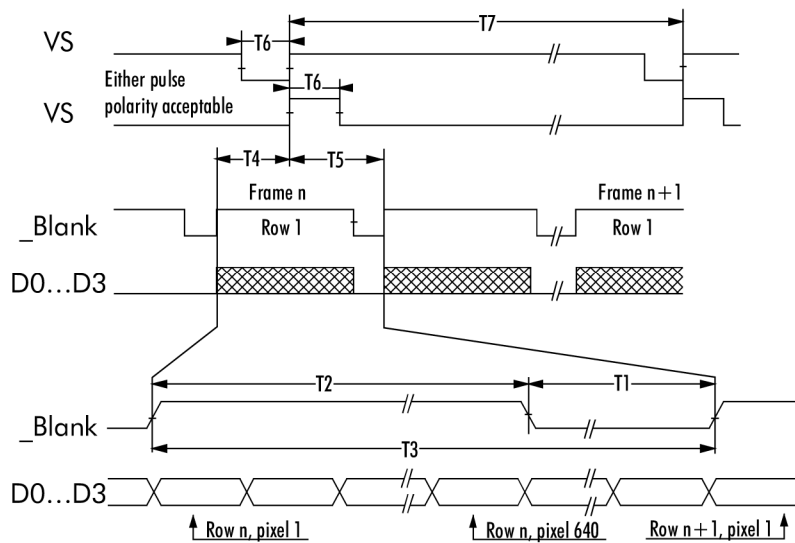 VS
T6
T7
Either pulse
polarity acceptable
T6
VS
T4
T5
Frame n
Frame n+1
_Blank
Row 1
Row 1
D0...D3
T2
T1
_Blank
T3
D0...D3
Row n, pixel 1
Row n, pixel 640
Row n+1, pixel 1